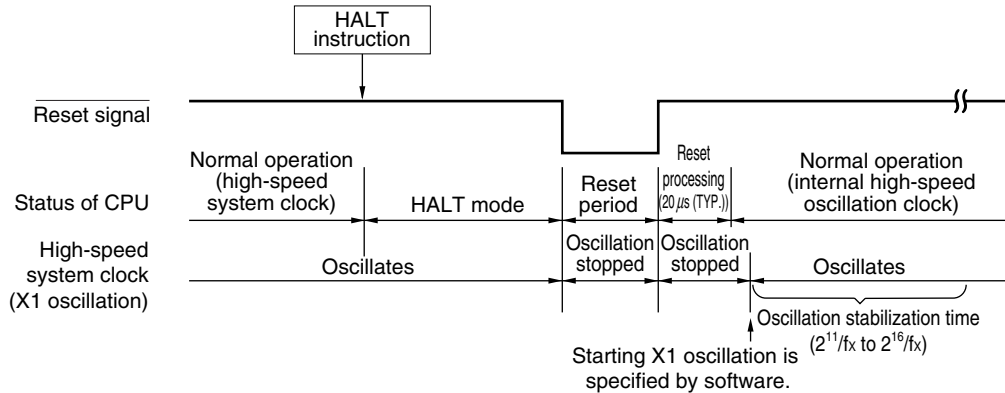 HALT
instruction
Reset signal
Status of CPU
Normal operation
(high-speed
system clock)
HALT mode
Reset
period
Reset
processing
(20 μs (TYP.))
Normal operation
(internal high-speed
oscillation clock)
High-speed
system clock
(X1 oscillation)
Oscillates
Oscillation
stopped
Oscillation
stopped
Oscillates
Oscillation stabilization time
(2¹¹/fx to 2¹⁶/fx)
Starting X1 oscillation is
specified by software.